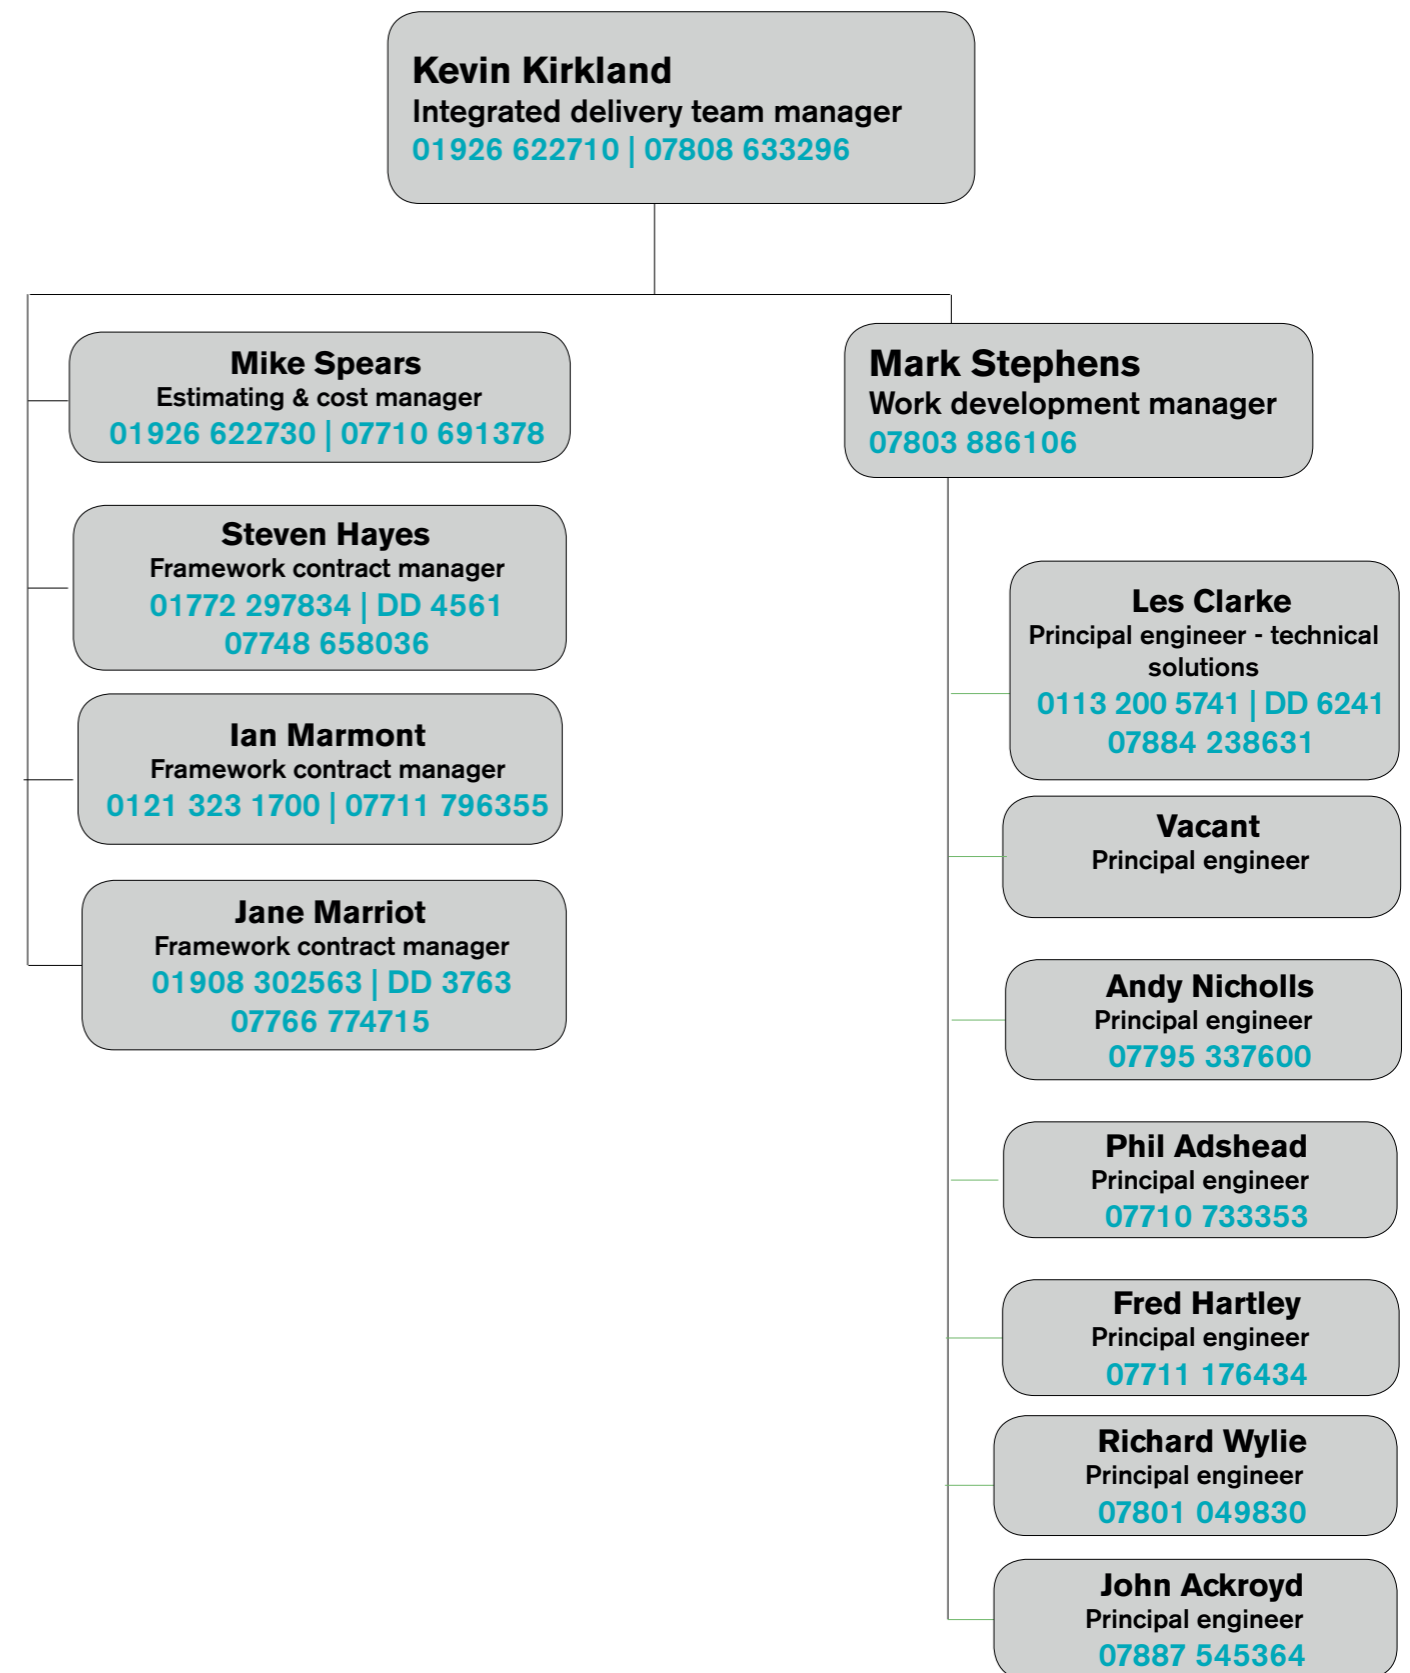 Kevin Kirkland
Integrated delivery team manager
01926 622710 | 07808 633296
Mike Spears
Estimating & cost manager
01926 622730 | 07710 691378
Steven Hayes
Framework contract manager
01772 297834 | DD 4561
07748 658036
Ian Marmont
Framework contract manager
0121 323 1700 | 07711 796355
Jane Marriot
Framework contract manager
01908 302563 | DD 3763
07766 774715
Mark Stephens
Work development manager
07803 886106
Les Clarke
Principal engineer - technical
solutions
0113 200 5741 | DD 6241
07884 238631
Vacant
Principal engineer
Andy Nicholls
Principal engineer
07795 337600
Phil Adshead
Principal engineer
07710 733353
Fred Hartley
Principal engineer
07711 176434
Richard Wylie
Principal engineer
07801 049830
John Ackroyd
Principal engineer
07887 545364